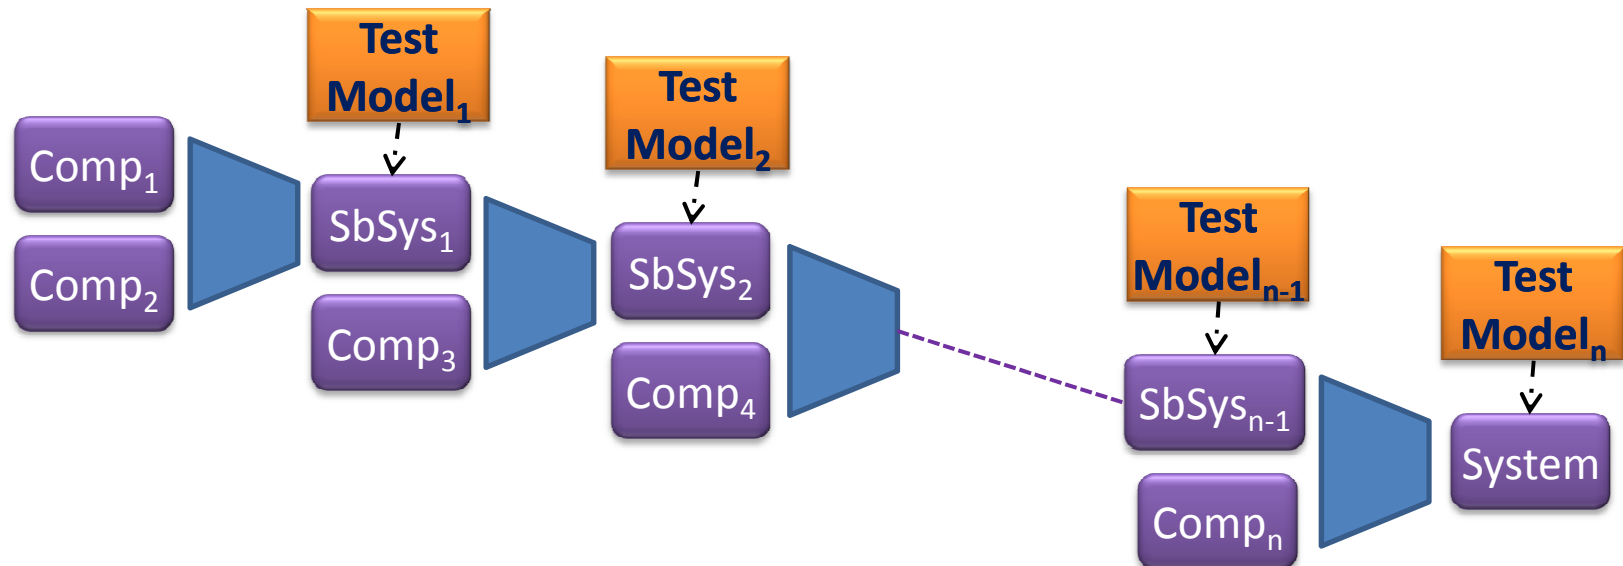 Test
Model₁
Test
Model₂
Comp₁
SbSys₁
Comp₂
SbSys₂
Comp₃
Comp₄
Test
Modelₙ₋₁
Test
Modelₙ
SbSysₙ₋₁
System
Compₙ